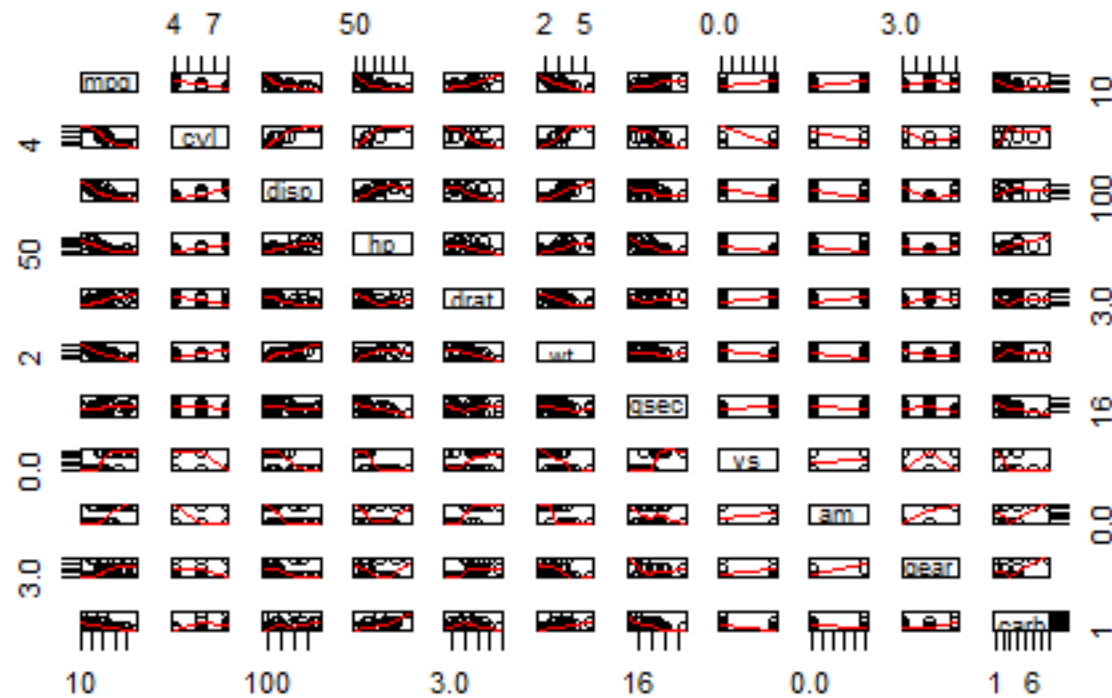 4 7 50 2 5 0.0 3.0
mpg 10
4 cyl
disp 100
50 hp
drat 3.0
2 wt
qsec 16
0.0 vs
am 0.0
3.0 gear
carb 1
10 100 3.0 16 0.0 1 6